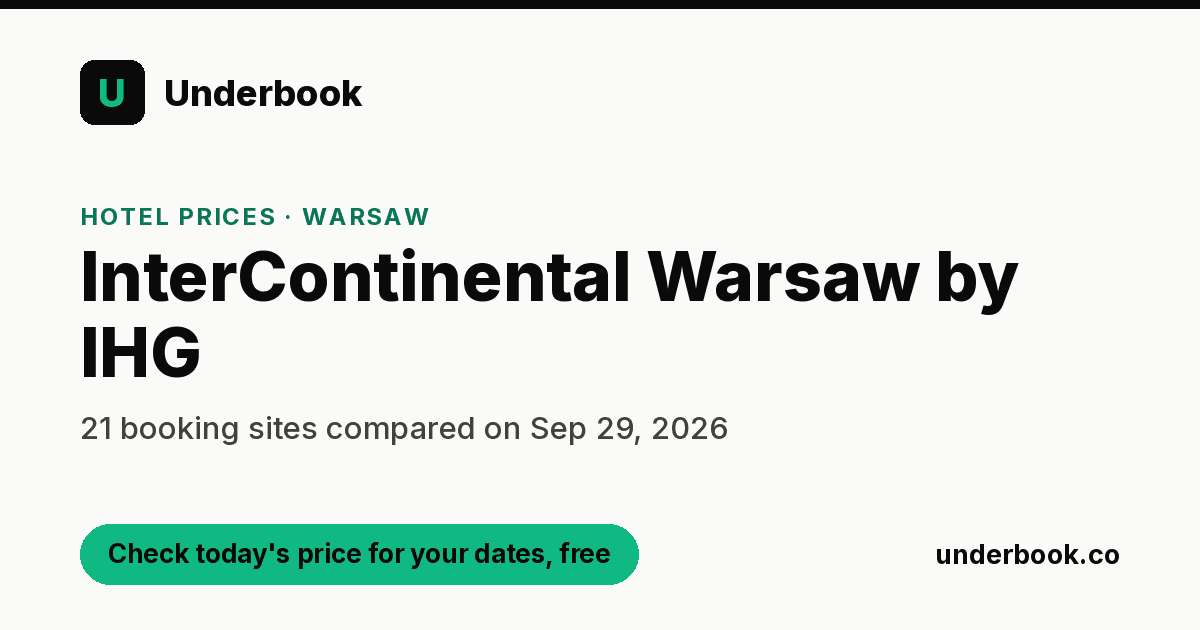 U
Underbook
HOTEL PRICES · WARSAW
InterContinental Warsaw by
IHG
21 booking sites compared on Sep 29, 2026
Check today's price for your dates, free
underbook.co